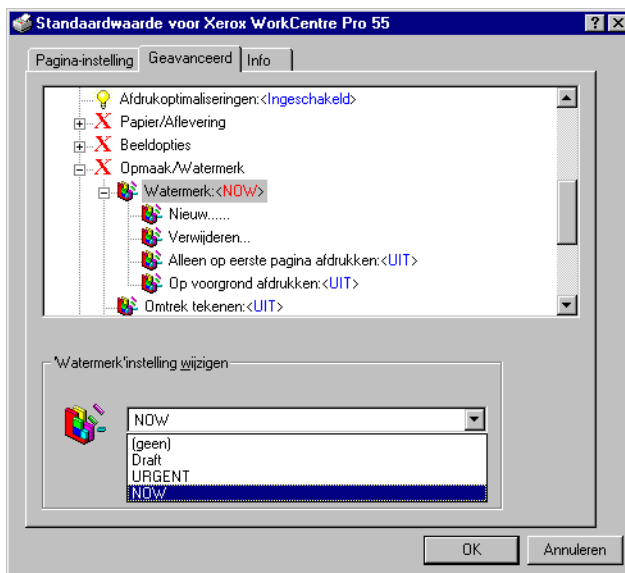 Standaardwaarde voor Xerox WorkCentre Pro 55
Pagina-instelling Geavanceerd Info
Afdrukoptimaliseringen:<Ingeschakeld>
Papier/Aflevering
Beeldopties
Opmaak/Watermerk
Watermerk:<NOW>
Nieuw......
Verwijderen...
Alleen op eerste pagina afdrukken:<UIT>
Op voorgrond afdrukken:<UIT>
Omtrek tekenen:<UIT>
'Watermerk'instelling wijzigen
NOW
(geen)
Draft
URGENT
NOW
OK Annuleren